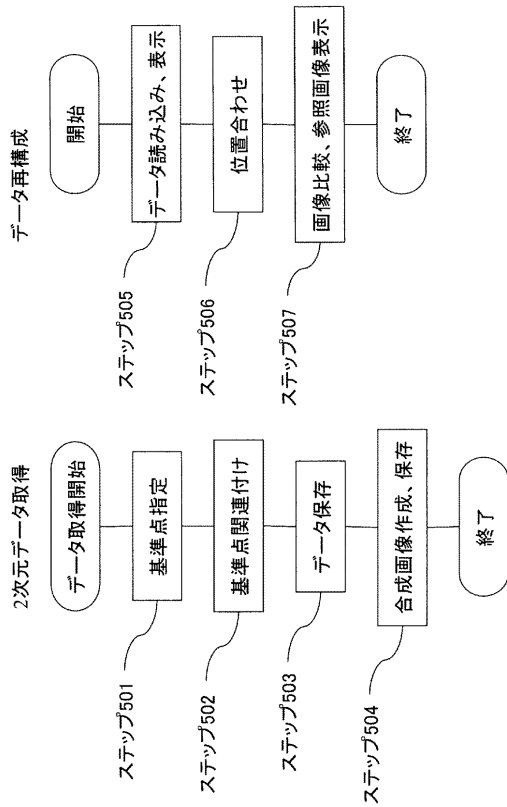 2次元データ取得
データ取得開始
ステップ501
基準点指定
ステップ502
基準点関連付け
ステップ503
データ保存
ステップ504
合成画像作成、保存
終了
データ再構成
開始
ステップ505
データ読み込み、表示
ステップ506
位置合わせ
ステップ507
画像比較、参照画像表示
終了